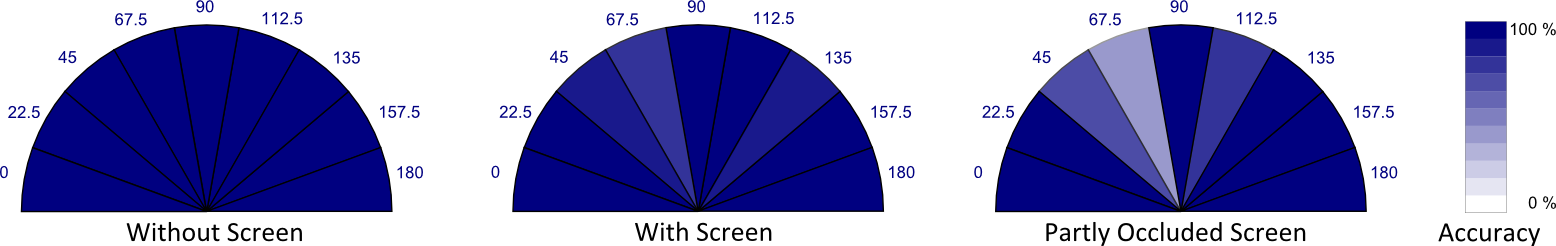 0 22.5 45 67.5 90 112.5 135 157.5 180
Without Screen
0 22.5 45 67.5 90 112.5 135 157.5 180
With Screen
0 22.5 45 67.5 90 112.5 135 157.5 180
Partly Occluded Screen
100 %
0 %
Accuracy